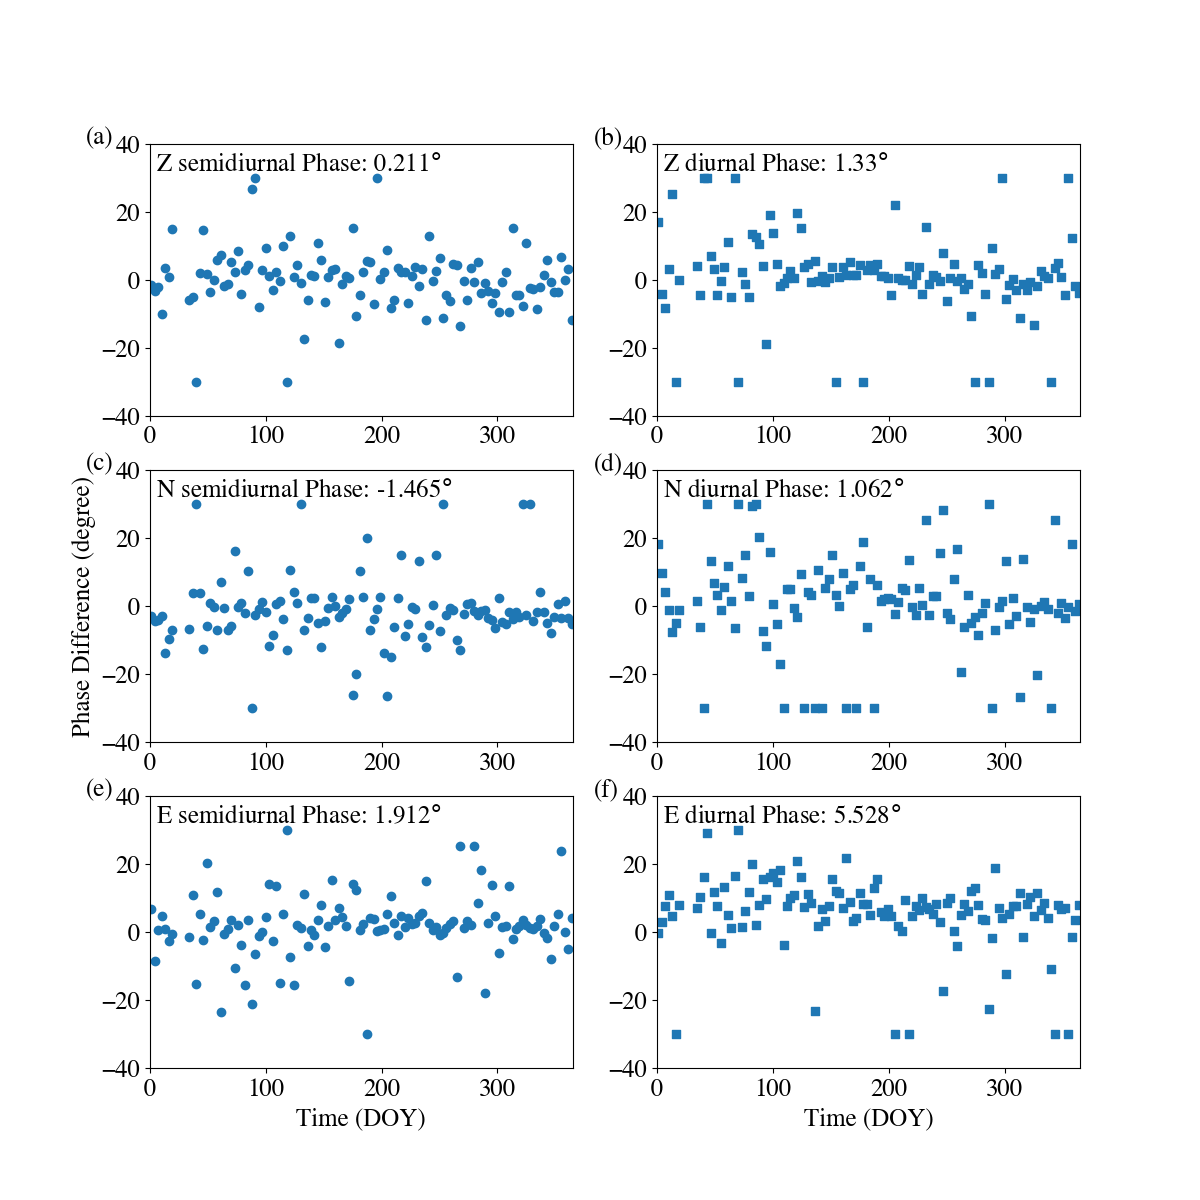 (a)
Z semidiurnal Phase: 0.211°
40
20
0
−20
−40
0 100 200 300
(b)
Z diurnal Phase: 1.33°
40
20
0
−20
−40
0 100 200 300
Phase Difference (degree)
(c)
N semidiurnal Phase: -1.465°
40
20
0
−20
−40
0 100 200 300
(d)
N diurnal Phase: 1.062°
40
20
0
−20
−40
0 100 200 300
(e)
E semidiurnal Phase: 1.912°
40
20
0
−20
−40
0 100 200 300
Time (DOY)
(f)
E diurnal Phase: 5.528°
40
20
0
−20
−40
0 100 200 300
Time (DOY)